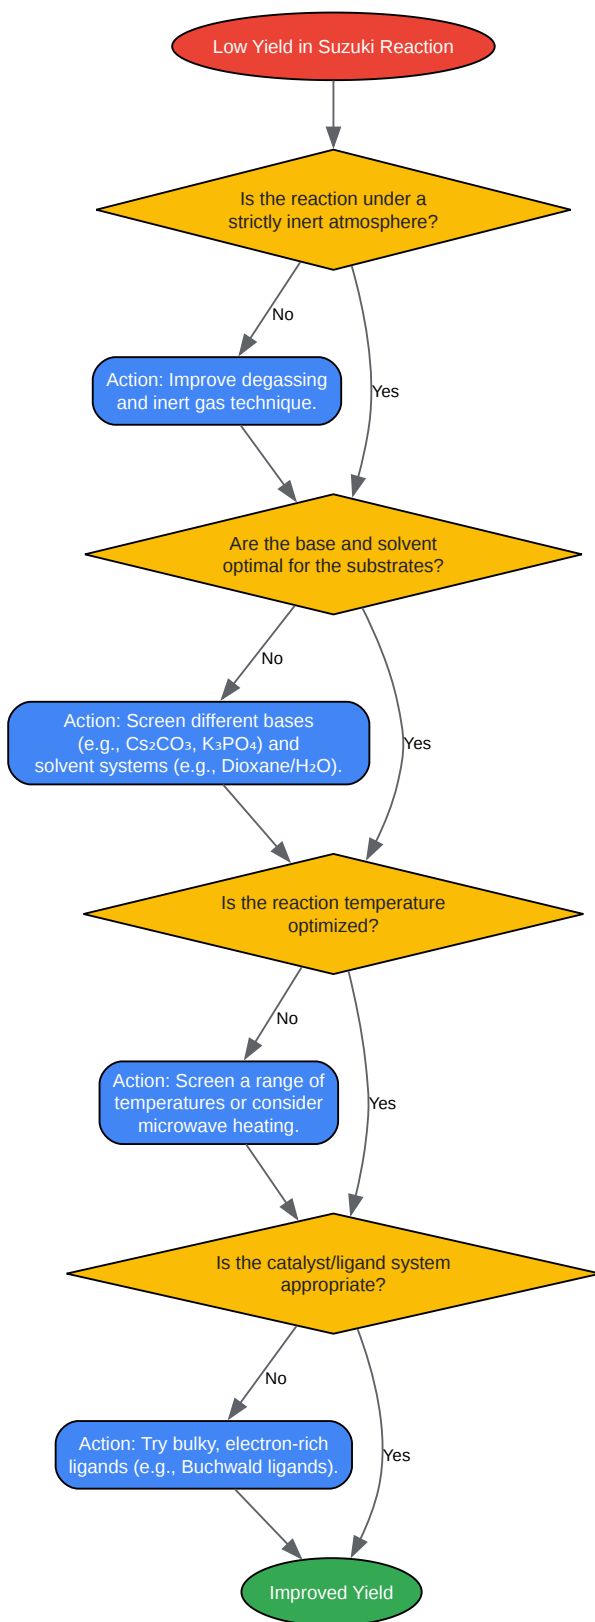 Low Yield in Suzuki Reaction
Is the reaction under a
strictly inert atmosphere?
No
Action: Improve degassing
and inert gas technique.
Yes
Are the base and solvent
optimal for the substrates?
No
Action: Screen different bases
(e.g., Cs₂CO₃, K₃PO₄) and
solvent systems (e.g., Dioxane/H₂O).
Yes
Is the reaction temperature
optimized?
No
Action: Screen a range of
temperatures or consider
microwave heating.
Yes
Is the catalyst/ligand system
appropriate?
No
Action: Try bulky, electron-rich
ligands (e.g., Buchwald ligands).
Yes
Improved Yield